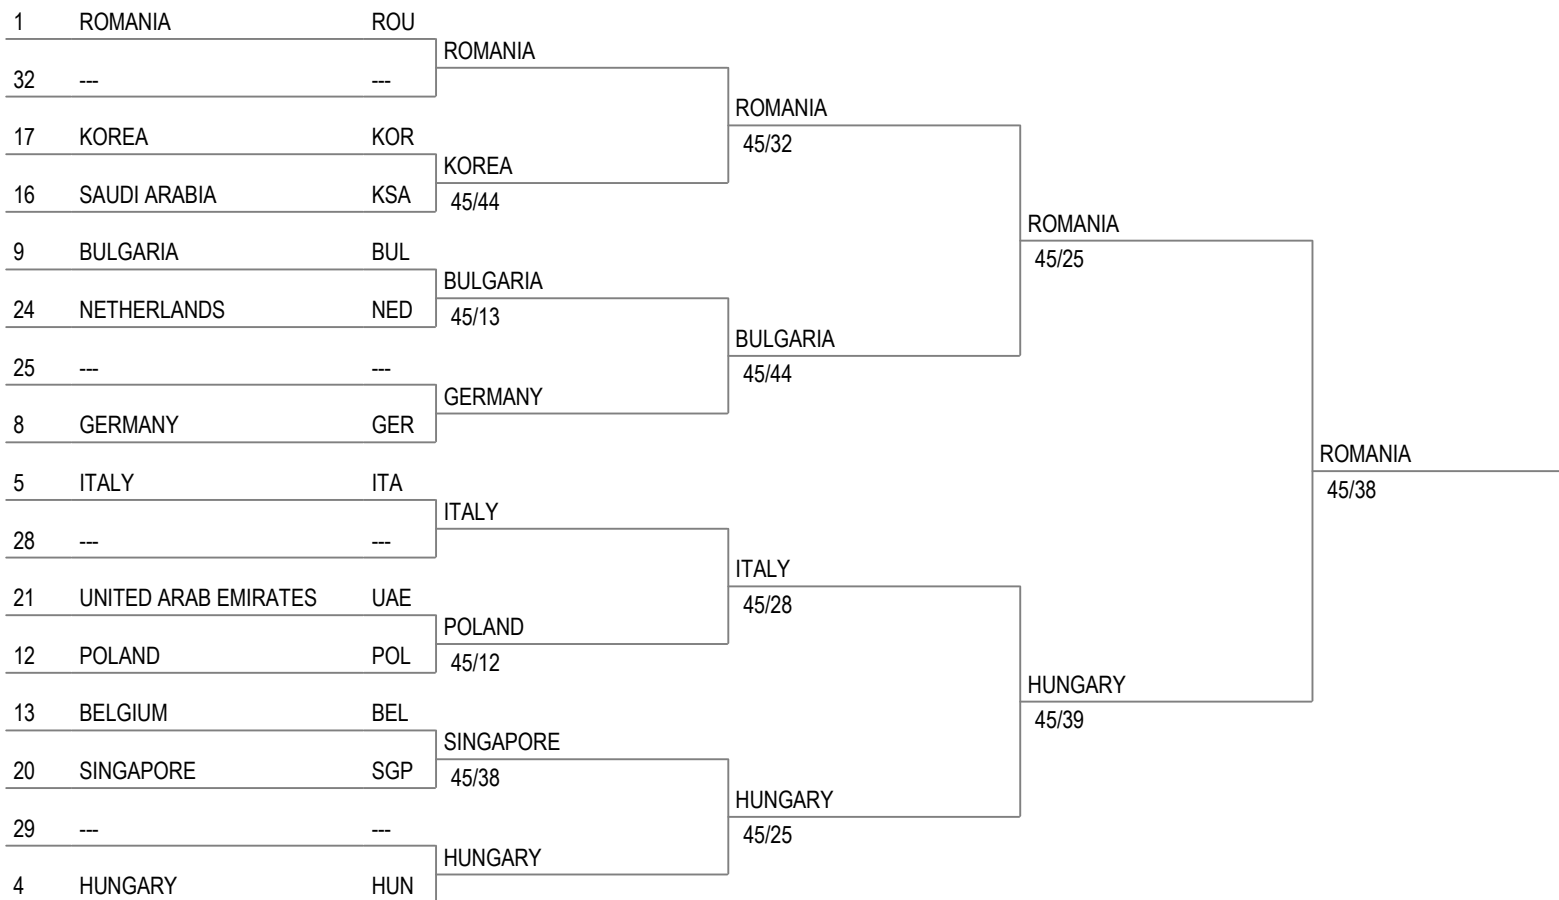 1 ROMANIA ROU
ROMANIA
32 --- ---
ROMANIA
17 KOREA KOR
45/32
KOREA
16 SAUDI ARABIA KSA
45/44
ROMANIA
9 BULGARIA BUL
45/25
BULGARIA
24 NETHERLANDS NED
45/13
BULGARIA
25 --- ---
45/44
GERMANY
8 GERMANY GER
ROMANIA
5 ITALY ITA
45/38
ITALY
28 --- ---
ITALY
21 UNITED ARAB EMIRATES UAE
45/28
POLAND
12 POLAND POL
45/12
HUNGARY
13 BELGIUM BEL
45/39
SINGAPORE
20 SINGAPORE SGP
45/38
HUNGARY
29 --- ---
45/25
HUNGARY
4 HUNGARY HUN